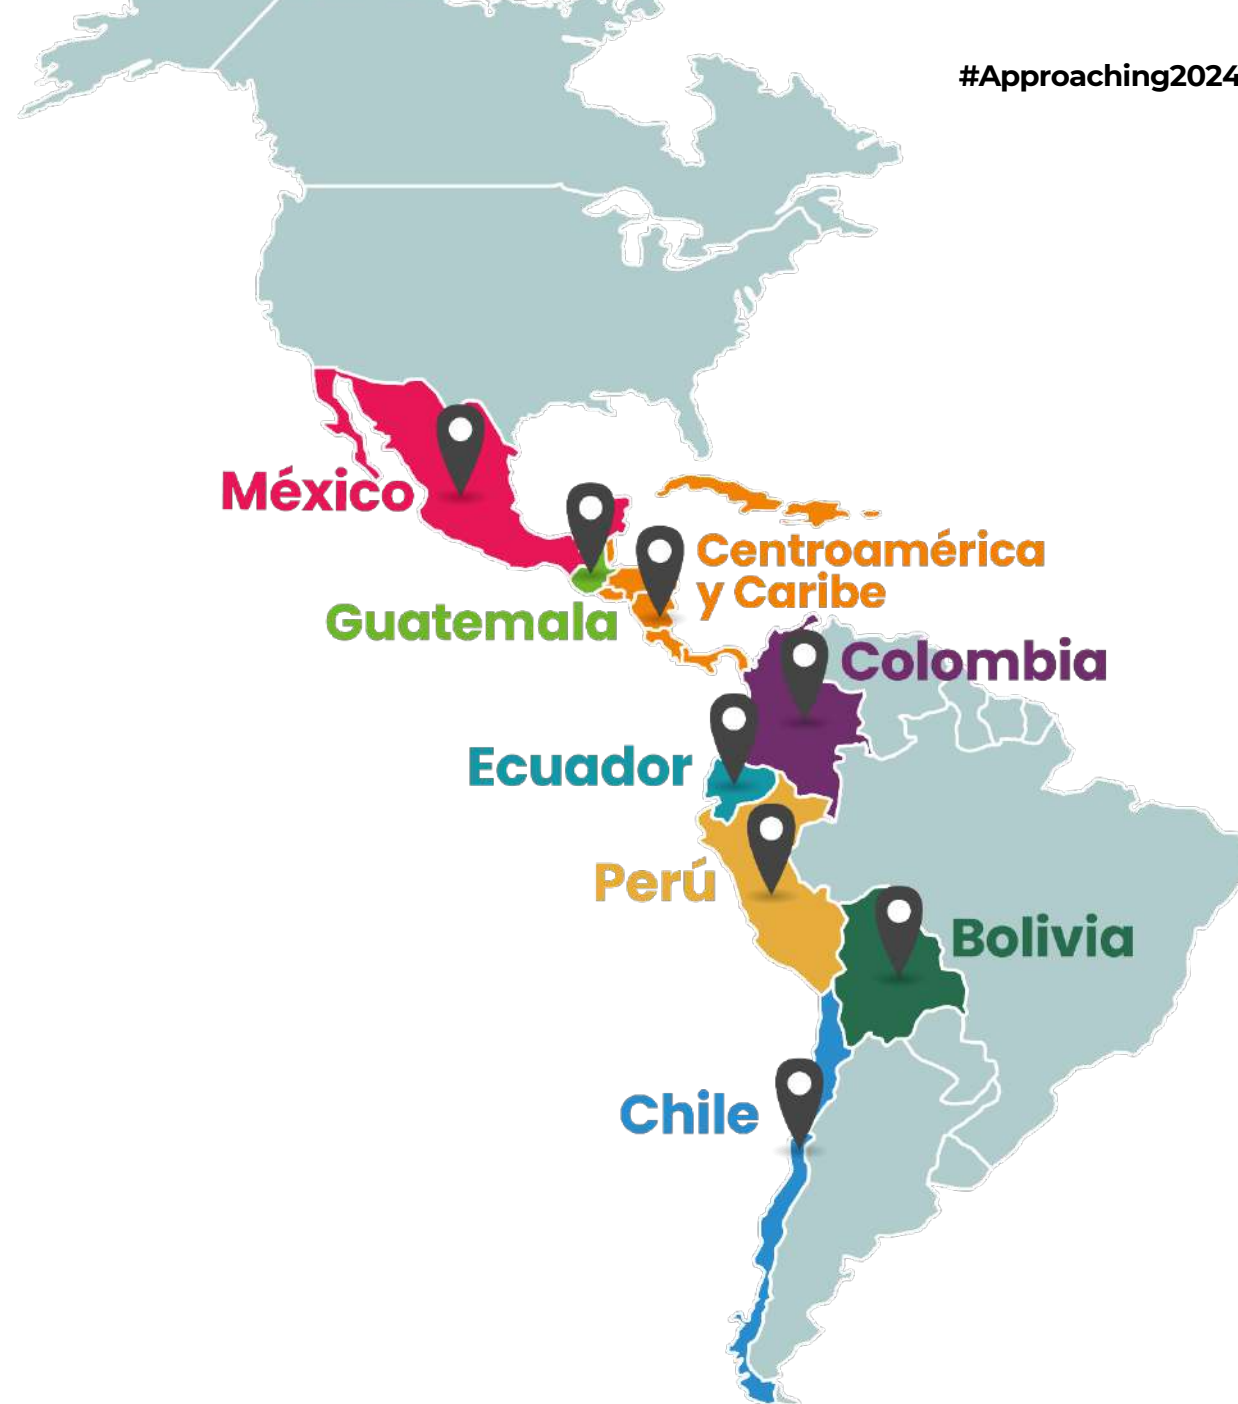 #Approaching2024
México
Centroamérica
y Caribe
Guatemala
Colombia
Ecuador
Perú
Bolivia
Chile